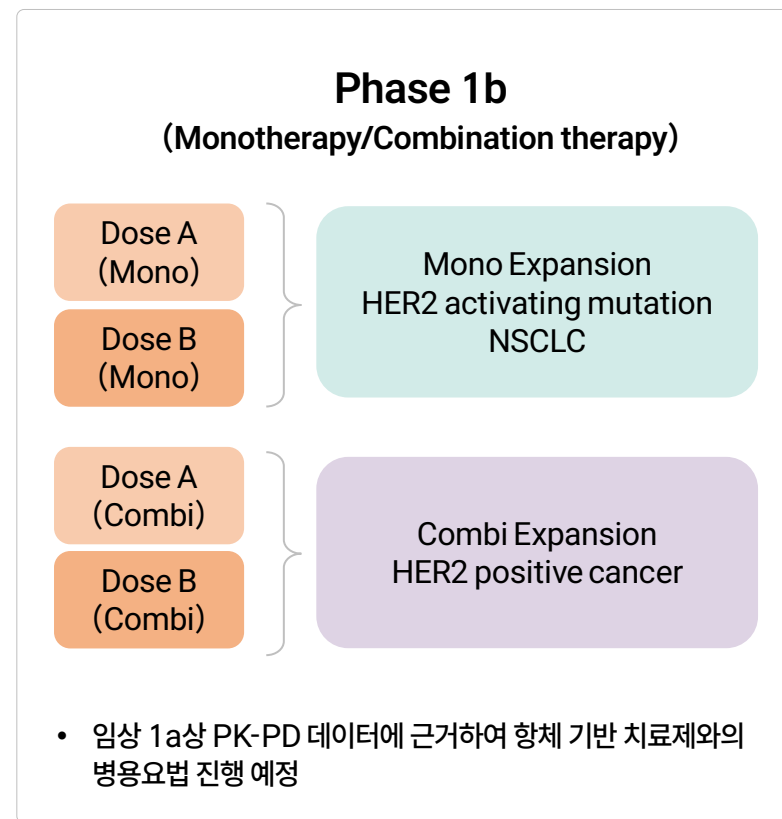 Phase 1b
(Monotherapy/Combination therapy)
Dose A
(Mono)
Dose B
(Mono)
Mono Expansion
HER2 activating mutation
NSCLC
Dose A
(Combi)
Dose B
(Combi)
Combi Expansion
HER2 positive cancer
• 임상 1a상 PK-PD 데이터에 근거하여 항체 기반 치료제와의
병용요법 진행 예정